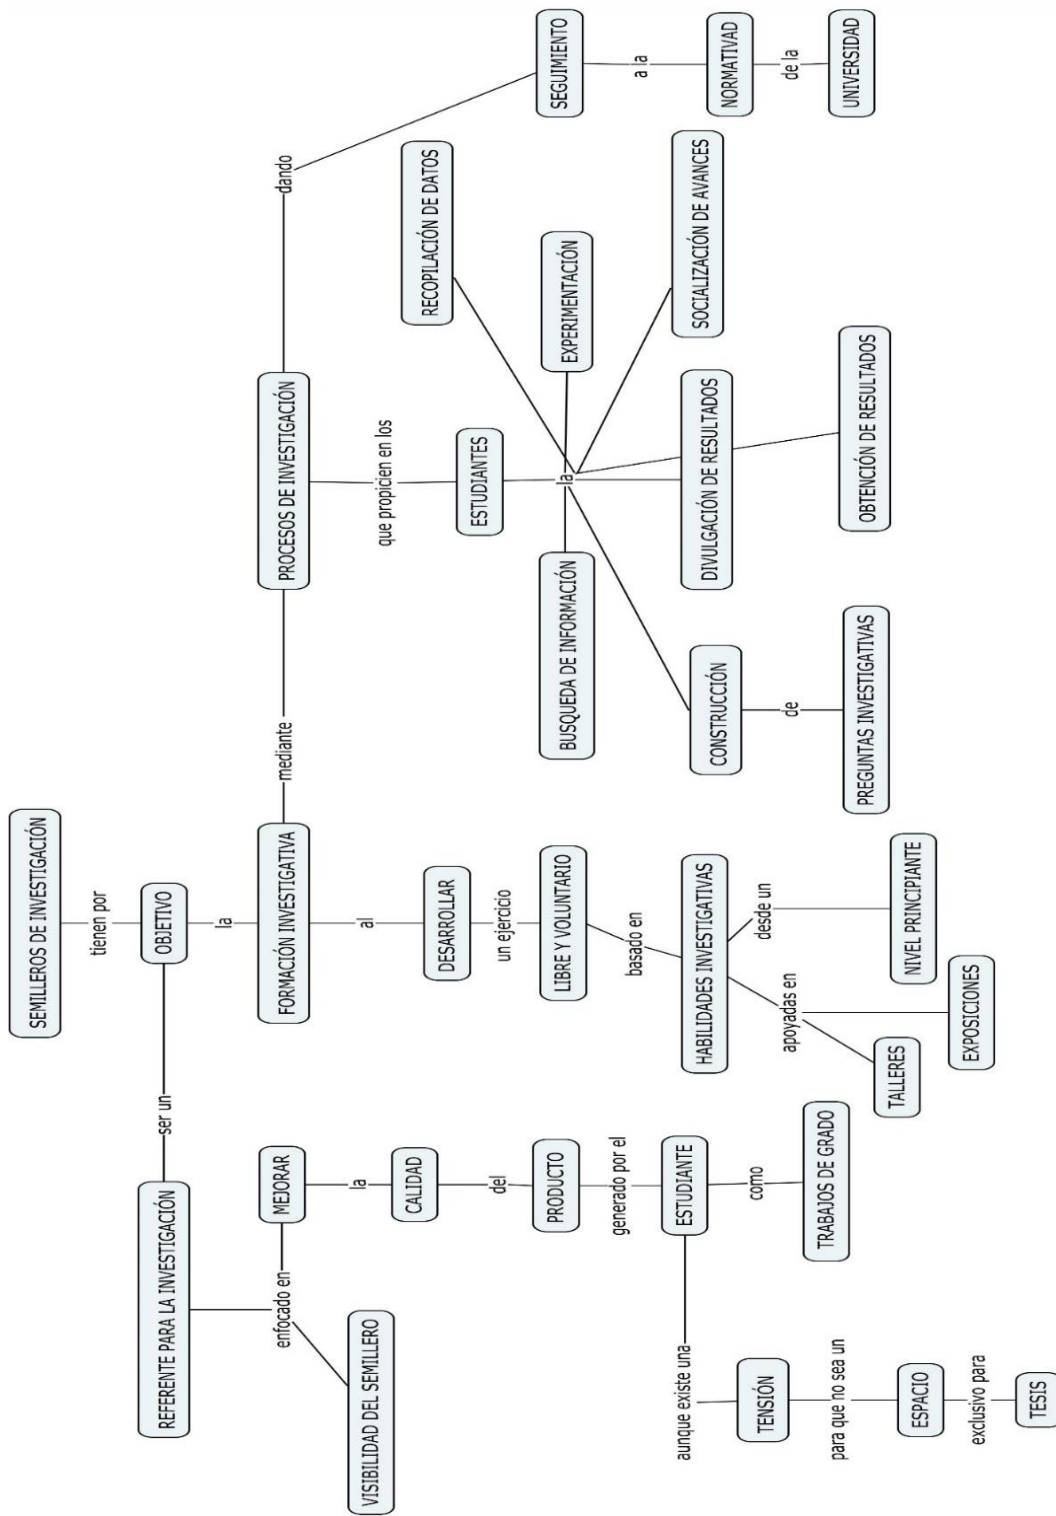 SEMILLEROS DE INVESTIGACIÓN
tienen por
OBJETIVO
ser un
REFERENTE PARA LA INVESTIGACIÓN
enfocado en
VISIBILIDAD DEL SEMILLERO
MEJORAR
la
CALIDAD
del
PRODUCTO
generado por el
ESTUDIANTE
como
TRABAJOS DE GRADO
aunque existe una
TENSIÓN
para que no sea un
ESPACIO
exclusivo para
TESIS
la
FORMACIÓN INVESTIGATIVA
al
DESARROLLAR
un ejercicio
LIBRE Y VOLUNTARIO
basado en
HABILIDADES INVESTIGATIVAS
apoyadas en
TALLERES
EXPOSICIONES
desde un
NIVEL PRINCIPIANTE
mediante
PROCESOS DE INVESTIGACIÓN
que propicien en los
ESTUDIANTES
la
BUSQUEDA DE INFORMACIÓN
CONSTRUCCIÓN
de
PREGUNTAS INVESTIGATIVAS
DIVULGACIÓN DE RESULTADOS
OBTENCIÓN DE RESULTADOS
SOCIALIZACIÓN DE AVANCES
EXPERIMENTACIÓN
RECOPILACIÓN DE DATOS
dando
SEGUIMIENTO
a la
NORMATIVAD
de la
UNIVERSIDAD